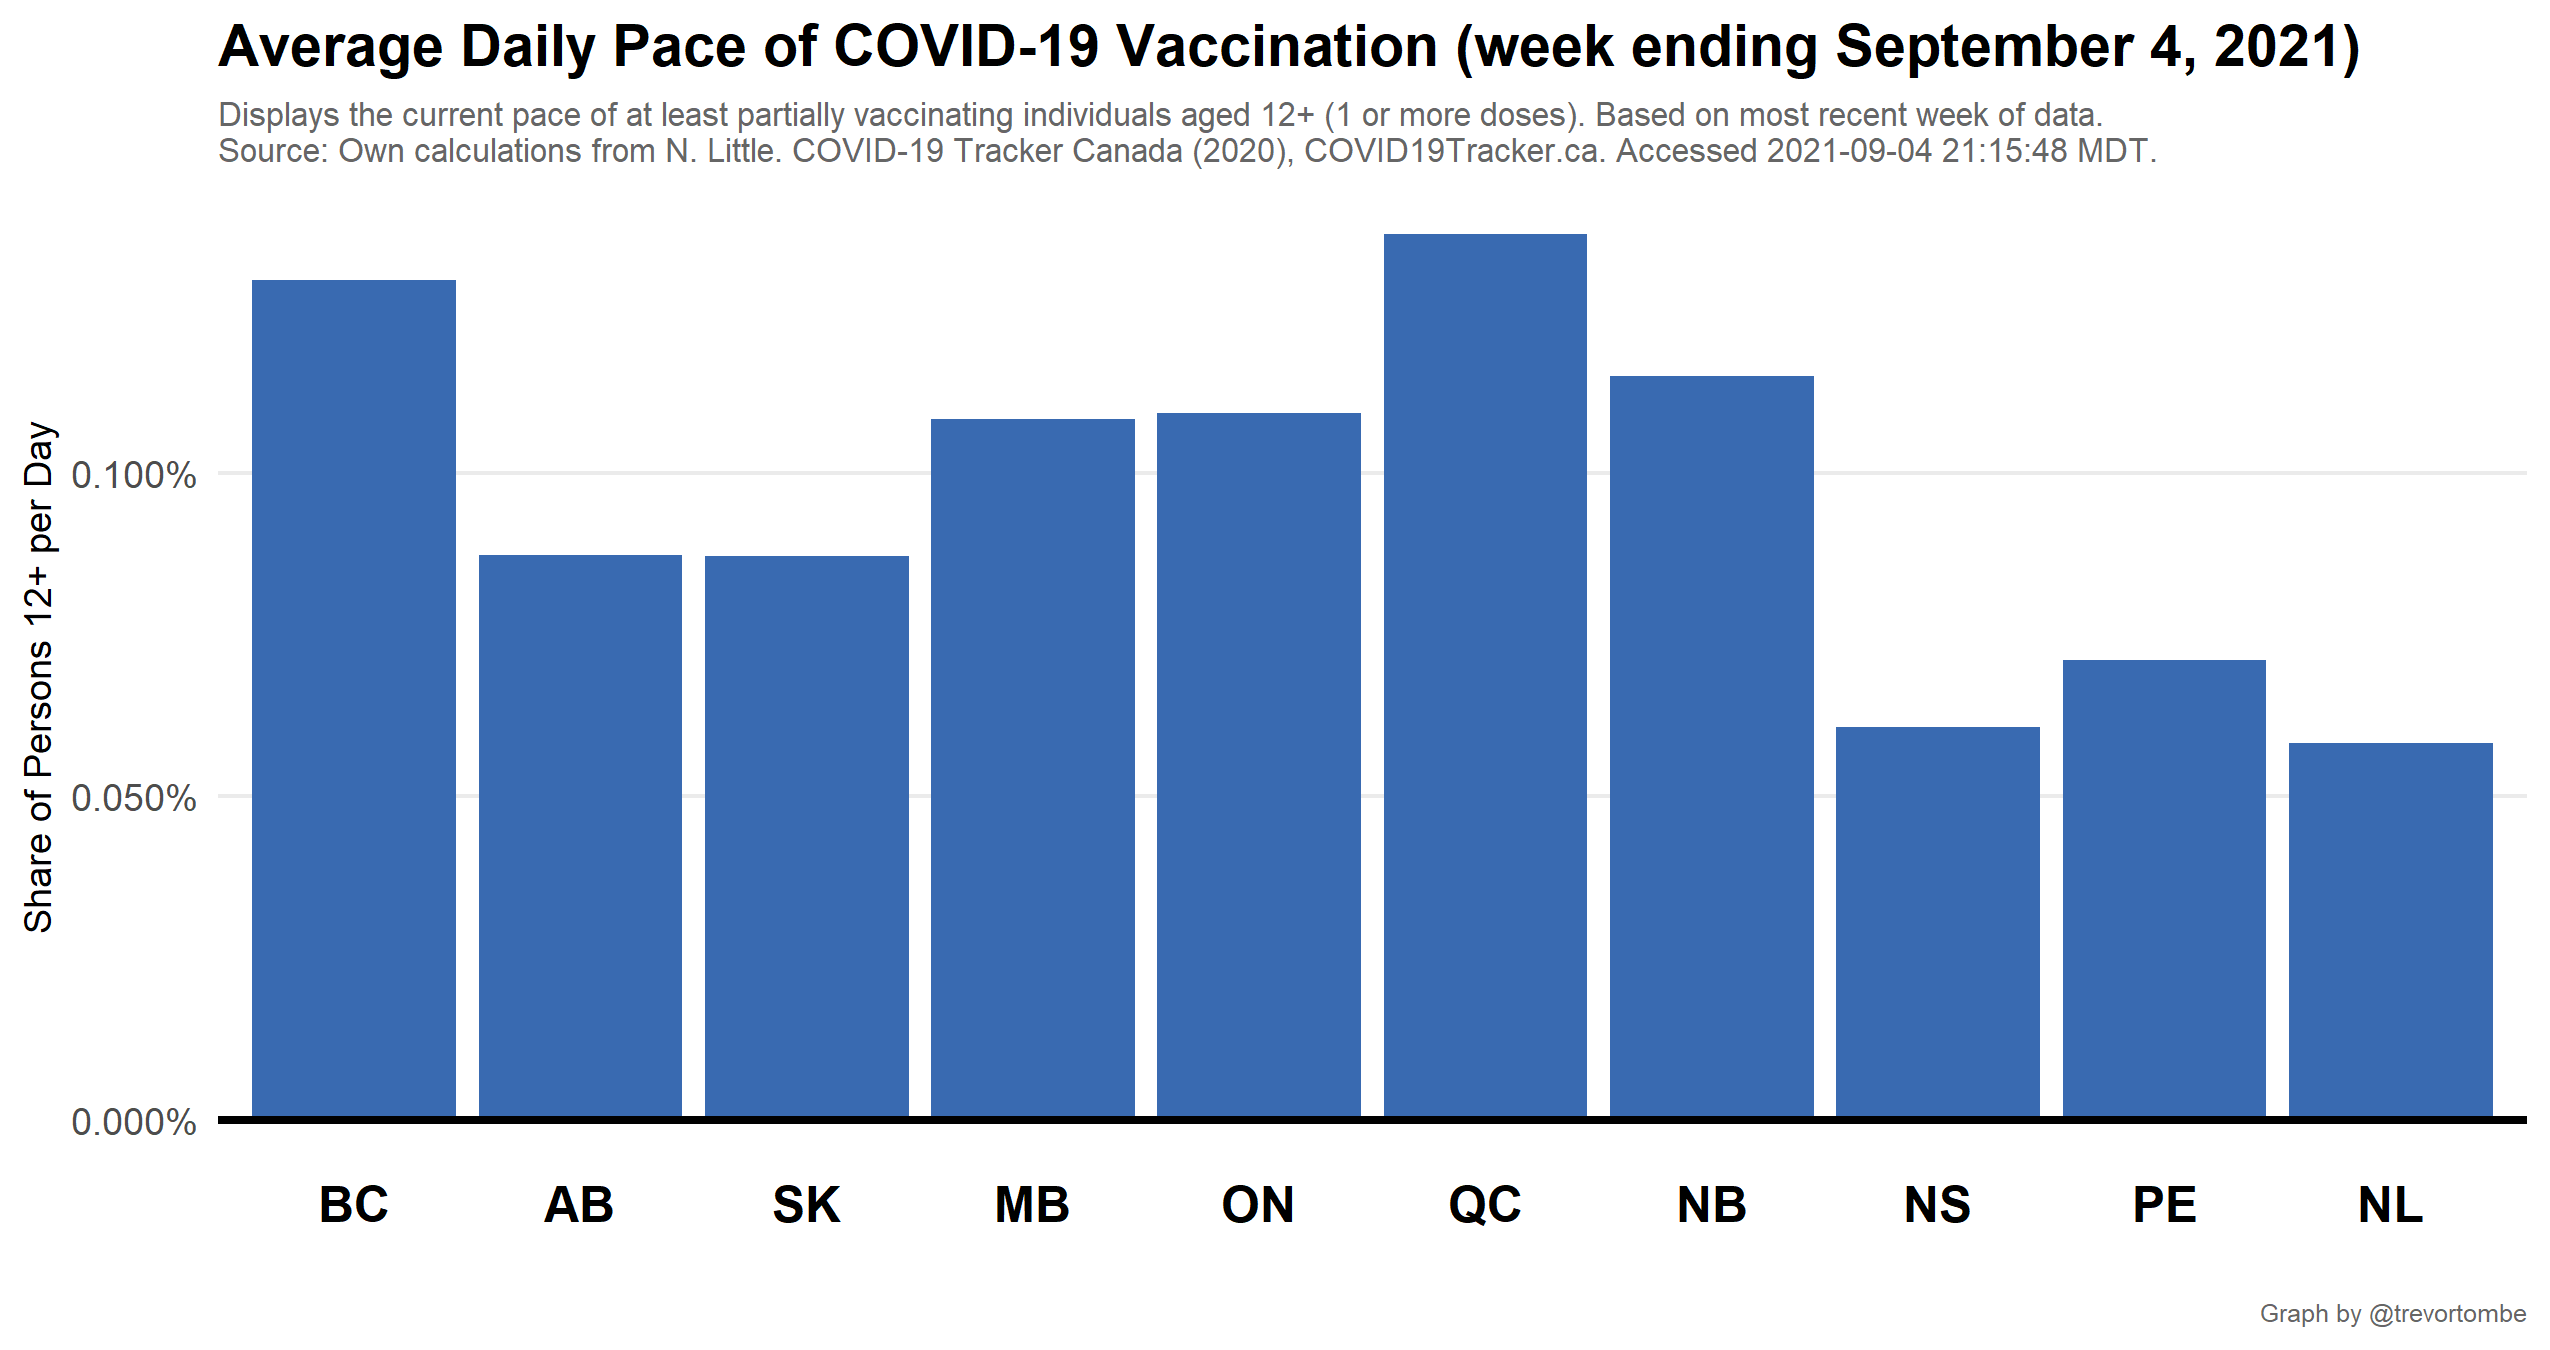 Average Daily Pace of COVID-19 Vaccination (week ending September 4, 2021)
Displays the current pace of at least partially vaccinating individuals aged 12+ (1 or more doses). Based on most recent week of data.
Source: Own calculations from N. Little. COVID-19 Tracker Canada (2020), COVID19Tracker.ca. Accessed 2021-09-04 21:15:48 MDT.
Share of Persons 12+ per Day
0.100%
0.050%
0.000%
BC AB SK MB ON QC NB NS PE NL
Graph by @trevortombe